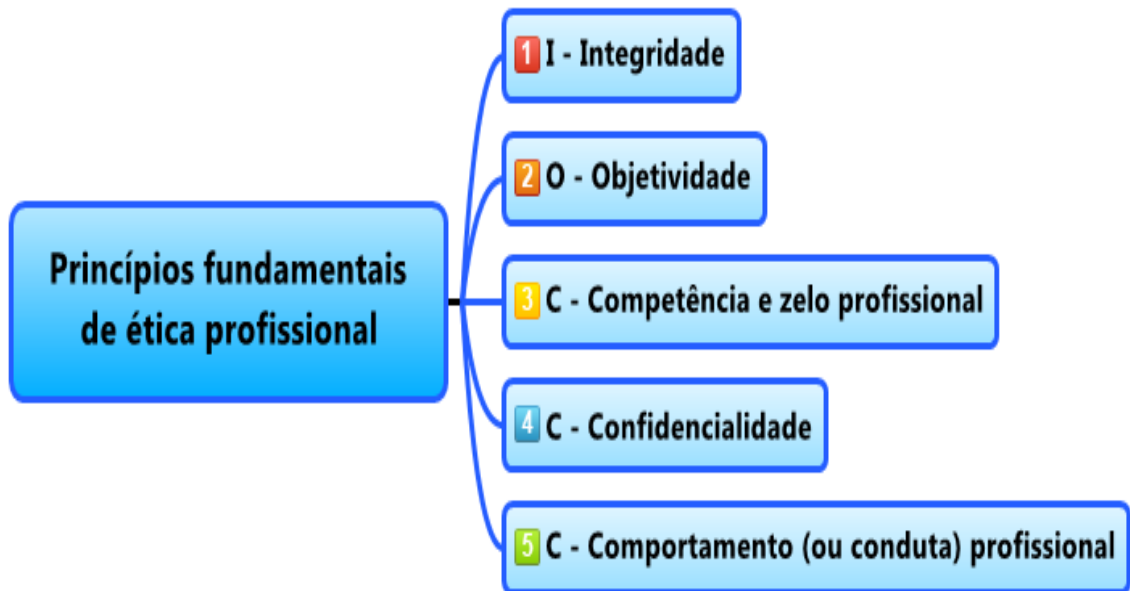 Princípios fundamentais
de ética profissional
1 I - Integridade
2 O - Objetividade
3 C - Competência e zelo profissional
4 C - Confidencialidade
5 C - Comportamento (ou conduta) profissional